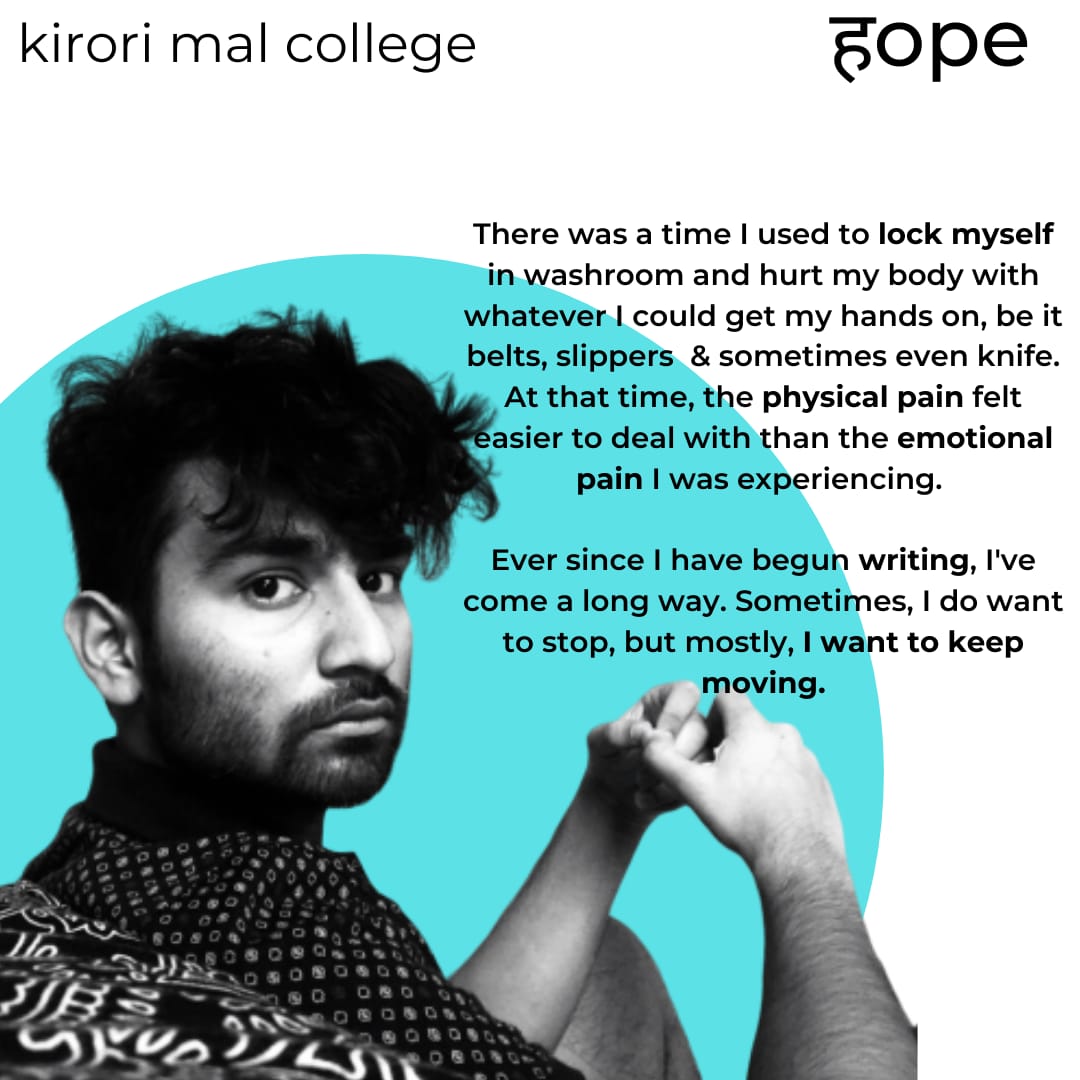 kirori mal college
हope
There was a time I used to lock myself
in washroom and hurt my body with
whatever I could get my hands on, be it
belts, slippers & sometimes even knife.
At that time, the physical pain felt
easier to deal with than the emotional
pain I was experiencing.
Ever since I have begun writing, I've
come a long way. Sometimes, I do want
to stop, but mostly, I want to keep
moving.